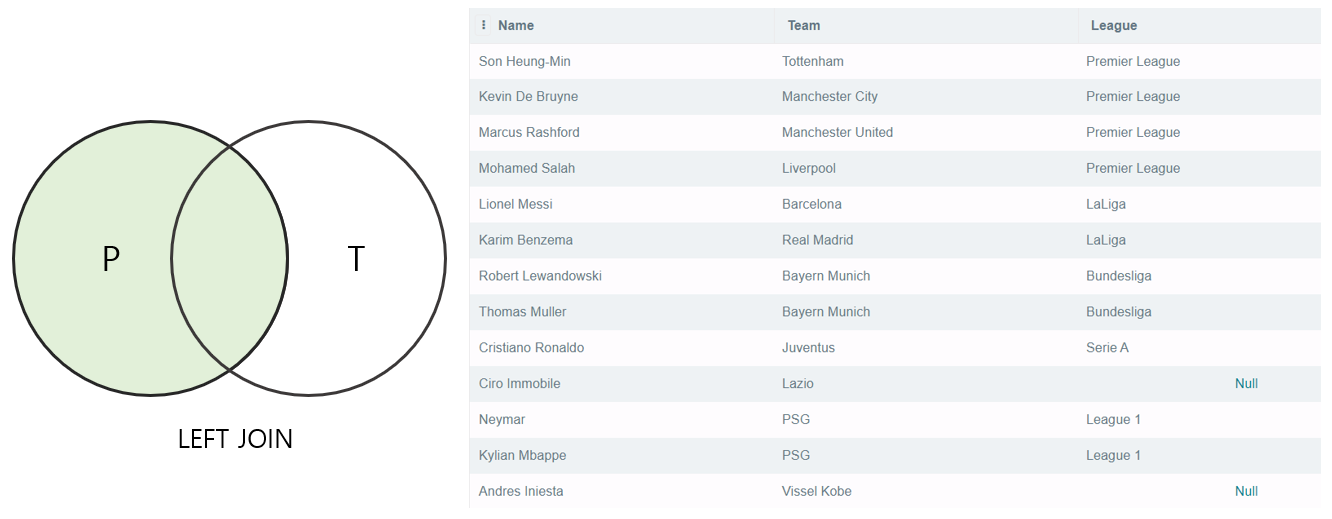 P
T
LEFT JOIN
Name Team League
Son Heung-Min Tottenham Premier League
Kevin De Bruyne Manchester City Premier League
Marcus Rashford Manchester United Premier League
Mohamed Salah Liverpool Premier League
Lionel Messi Barcelona LaLiga
Karim Benzema Real Madrid LaLiga
Robert Lewandowski Bayern Munich Bundesliga
Thomas Muller Bayern Munich Bundesliga
Cristiano Ronaldo Juventus Serie A
Ciro Immobile Lazio Null
Neymar PSG League 1
Kylian Mbappe PSG League 1
Andres Iniesta Vissel Kobe Null